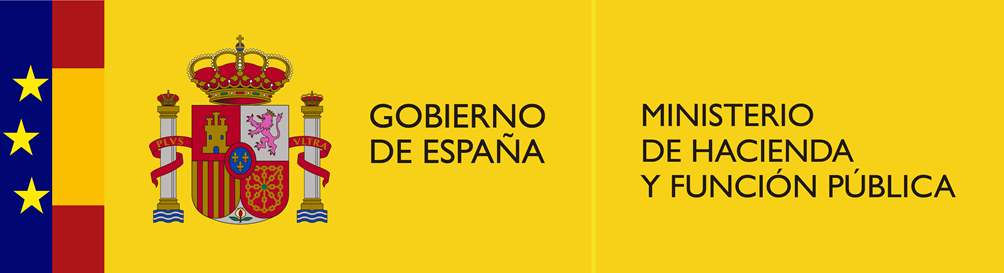 GOBIERNO
DE ESPAÑA
MINISTERIO
DE HACIENDA
Y FUNCIÓN PÚBLICA
PLVS VLTRA